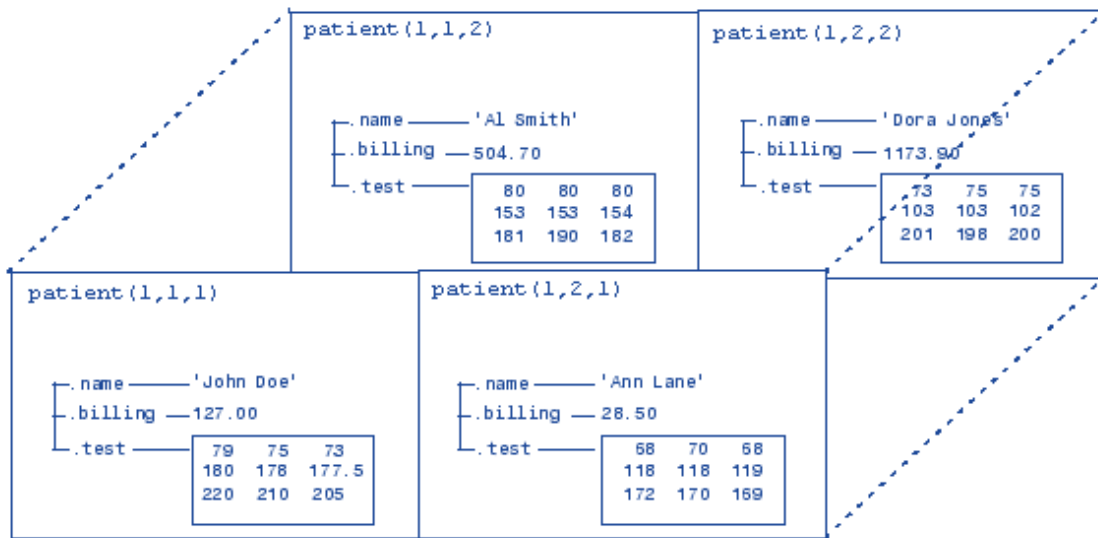 patient(1,1,2)
.name 'Al Smith'
.billing 504.70
.test
80 80 80
153 153 154
181 190 182
patient(1,2,2)
.name 'Dora Jones'
.billing 1173.90
.test
73 75 75
103 103 102
201 198 200
patient(1,1,1)
.name 'John Doe'
.billing 127.00
.test
79 75 73
180 178 177.5
220 210 205
patient(1,2,1)
.name 'Ann Lane'
.billing 28.50
.test
68 70 68
118 118 119
172 170 169